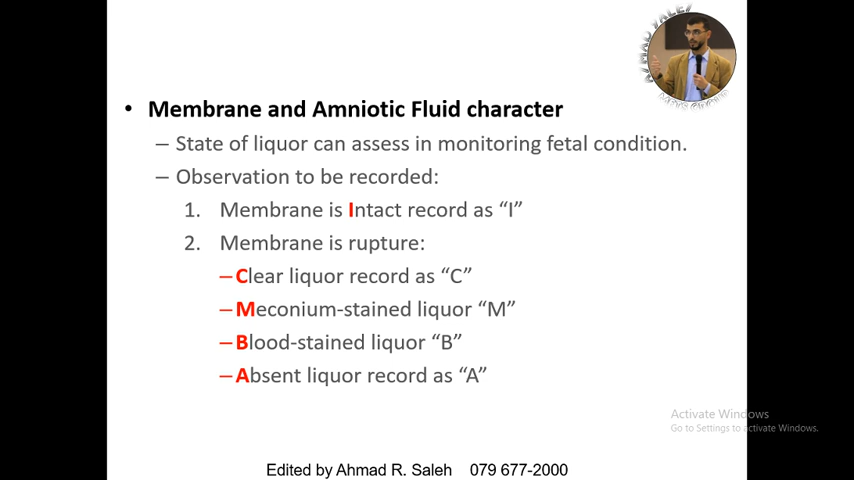 • Membrane and Amniotic Fluid character
– State of liquor can assess in monitoring fetal condition.
– Observation to be recorded:
1. Membrane is Intact record as “I”
2. Membrane is rupture:
– Clear liquor record as “C”
– Meconium-stained liquor “M”
– Blood-stained liquor “B”
– Absent liquor record as “A”
Activate Windows
Go to Settings to activate Windows.
Edited by Ahmad R. Saleh 079 677-2000